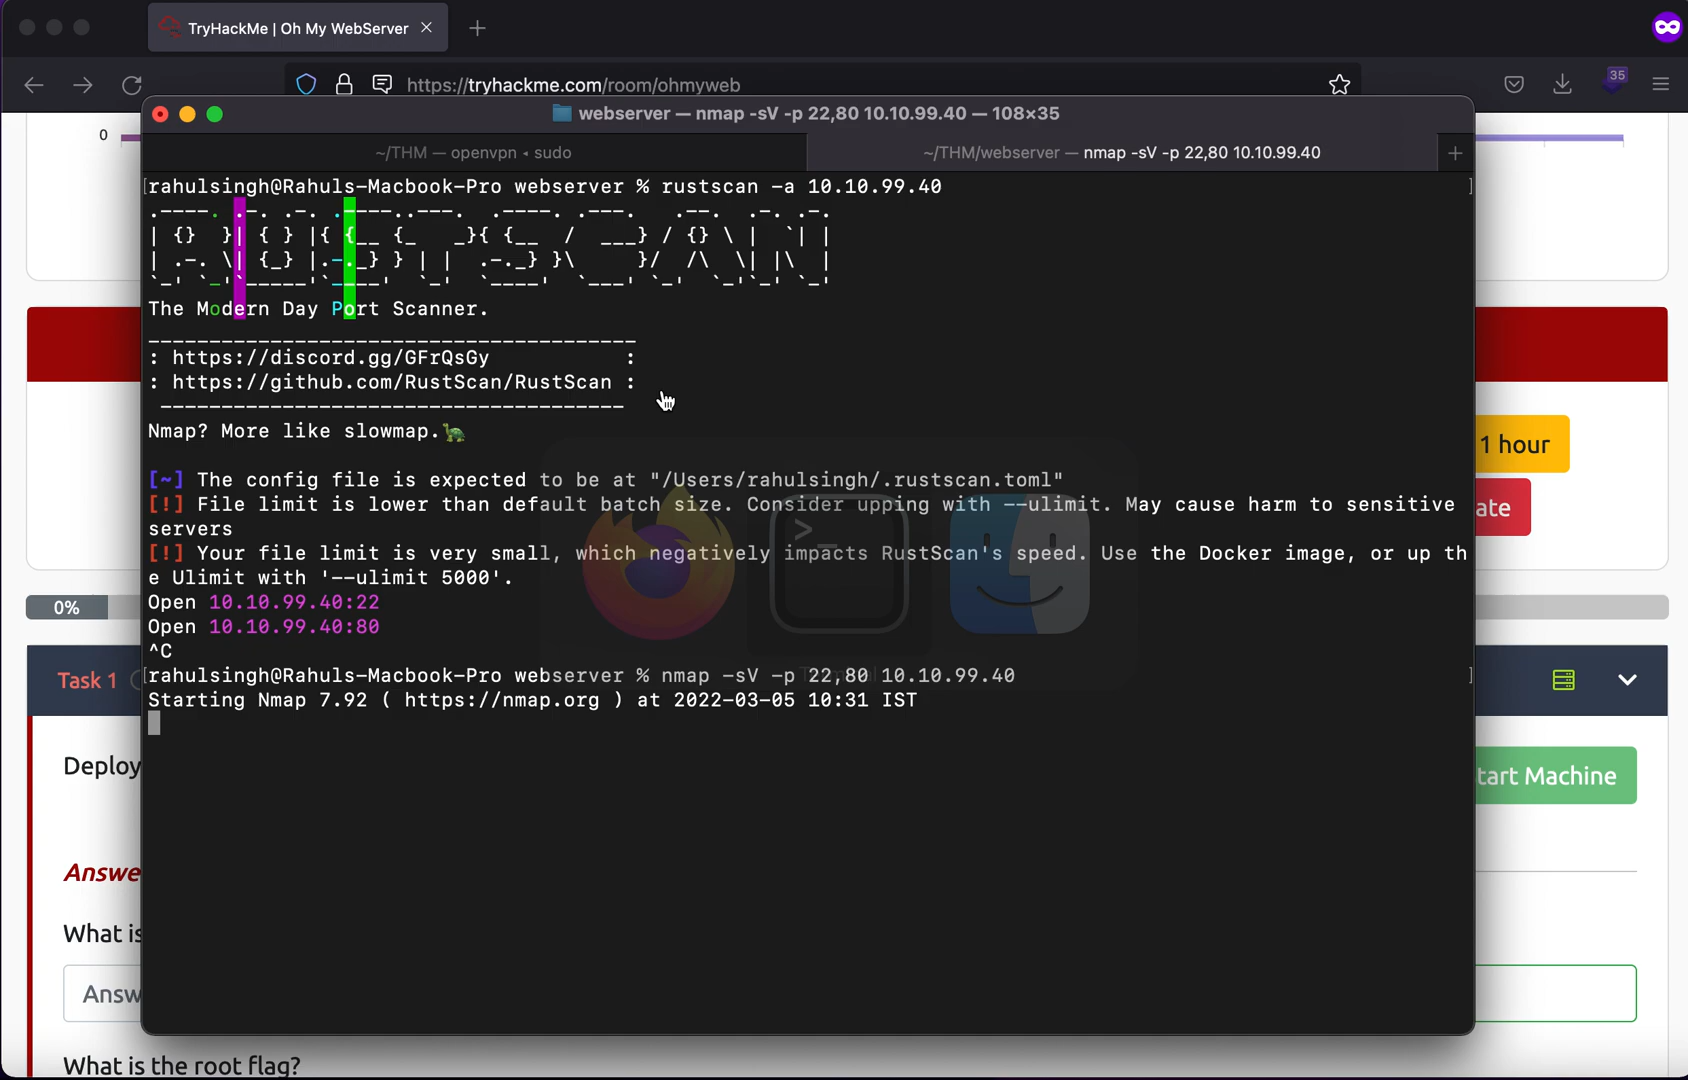 TryHackMe | Oh My WebServer
https://tryhackme.com/room/ohmyweb
35
webserver — nmap -sV -p 22,80 10.10.99.40 — 108×35
~/THM — openvpn ◂ sudo
~/THM/webserver — nmap -sV -p 22,80 10.10.99.40
0
rahulsingh@Rahuls-Macbook-Pro webserver % rustscan -a 10.10.99.40
The Modern Day Port Scanner.
: https://discord.gg/GFrQsGy :
: https://github.com/RustScan/RustScan :
Nmap? More like slowmap.🐢
1 hour
[~] The config file is expected to be at "/Users/rahulsingh/.rustscan.toml"
[!] File limit is lower than default batch size. Consider upping with --ulimit. May cause harm to sensitive
servers
ate
[!] Your file limit is very small, which negatively impacts RustScan's speed. Use the Docker image, or up th
e Ulimit with '--ulimit 5000'.
Open 10.10.99.40:22
0%
Open 10.10.99.40:80
^C
rahulsingh@Rahuls-Macbook-Pro webserver % nmap -sV -p 22,80 10.10.99.40
Task 1
Starting Nmap 7.92 ( https://nmap.org ) at 2022-03-05 10:31 IST
Deploy
tart Machine
Answe
What is
Answ
What is the root flag?